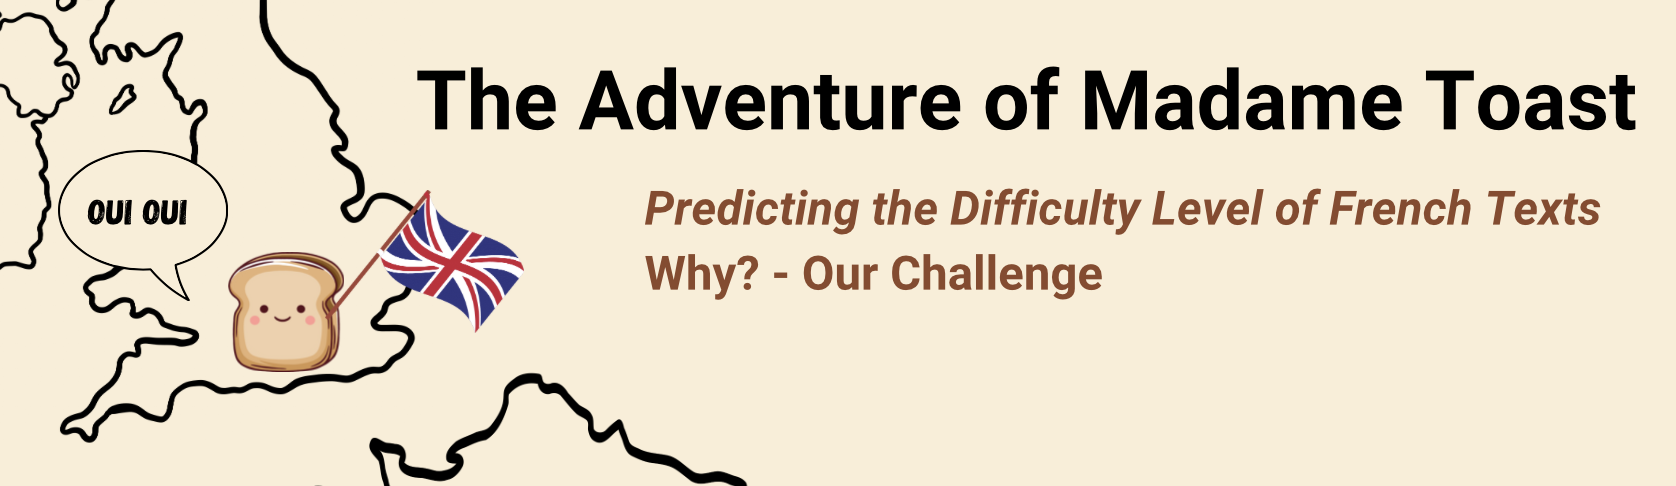 The Adventure of Madame Toast
Predicting the Difficulty Level of French Texts
Why? - Our Challenge
OUI OUI